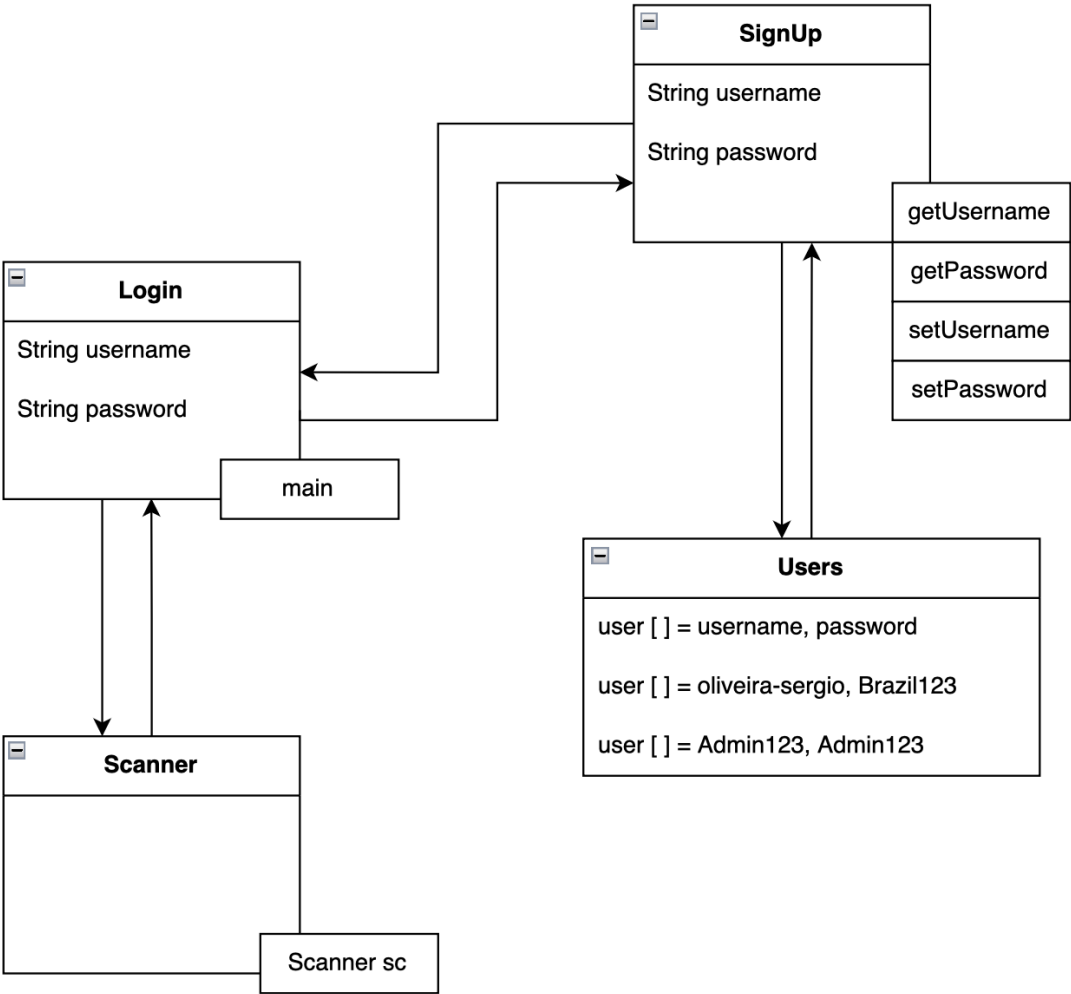 SignUp
String username
String password
getUsername
getPassword
setUsername
setPassword
Login
String username
String password
main
Users
user [ ] = username, password
user [ ] = oliveira-sergio, Brazil123
user [ ] = Admin123, Admin123
Scanner
Scanner sc